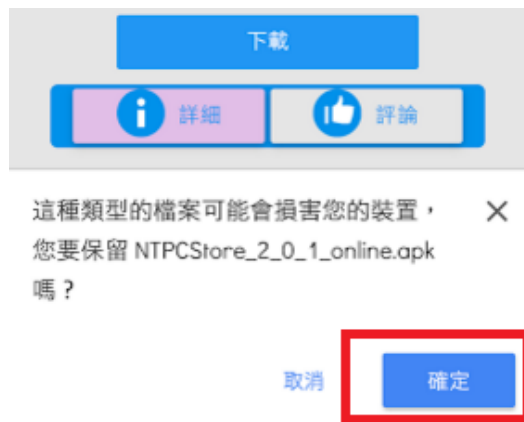 下載
詳細 評論
這種類型的檔案可能會損害您的裝置，
您要保留 NTPCStore_2_0_1_online.apk
嗎？
取消 確定